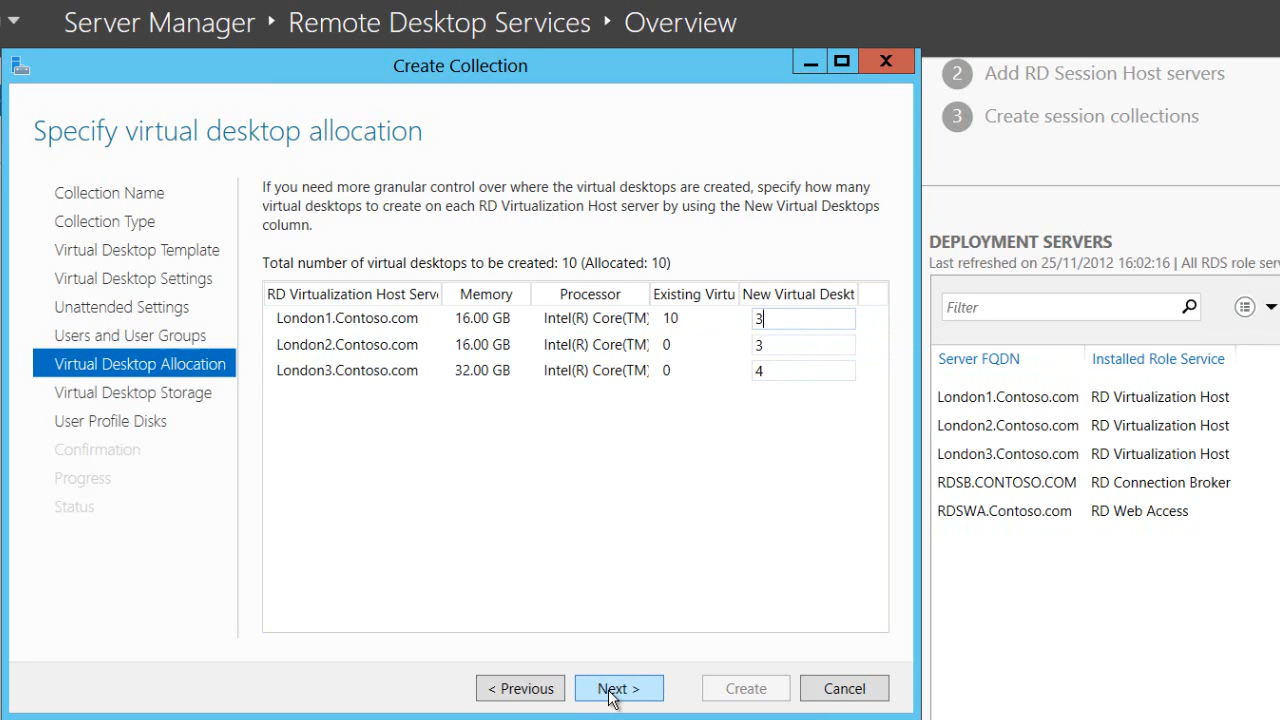 Server Manager ‣ Remote Desktop Services ‣ Overview
Create Collection
X
Specify virtual desktop allocation
Collection Name
Collection Type
Virtual Desktop Template
Virtual Desktop Settings
Unattended Settings
Users and User Groups
Virtual Desktop Allocation
Virtual Desktop Storage
User Profile Disks
Confirmation
Progress
Status
If you need more granular control over where the virtual desktops are created, specify how many
virtual desktops to create on each RD Virtualization Host server by using the New Virtual Desktops
column.
Total number of virtual desktops to be created: 10 (Allocated: 10)
RD Virtualization Host Serv Memory Processor Existing Virtu New Virtual Deskt
London1.Contoso.com 16.00 GB Intel(R) Core(TM) 10 3
London2.Contoso.com 16.00 GB Intel(R) Core(TM) 0 3
London3.Contoso.com 32.00 GB Intel(R) Core(TM) 0 4
< Previous Next > Create Cancel
2 Add RD Session Host servers
3 Create session collections
DEPLOYMENT SERVERS
Last refreshed on 25/11/2012 16:02:16 | All RDS role serv
Filter
Server FQDN Installed Role Service
London1.Contoso.com RD Virtualization Host
London2.Contoso.com RD Virtualization Host
London3.Contoso.com RD Virtualization Host
RDSB.CONTOSO.COM RD Connection Broker
RDSWA.Contoso.com RD Web Access